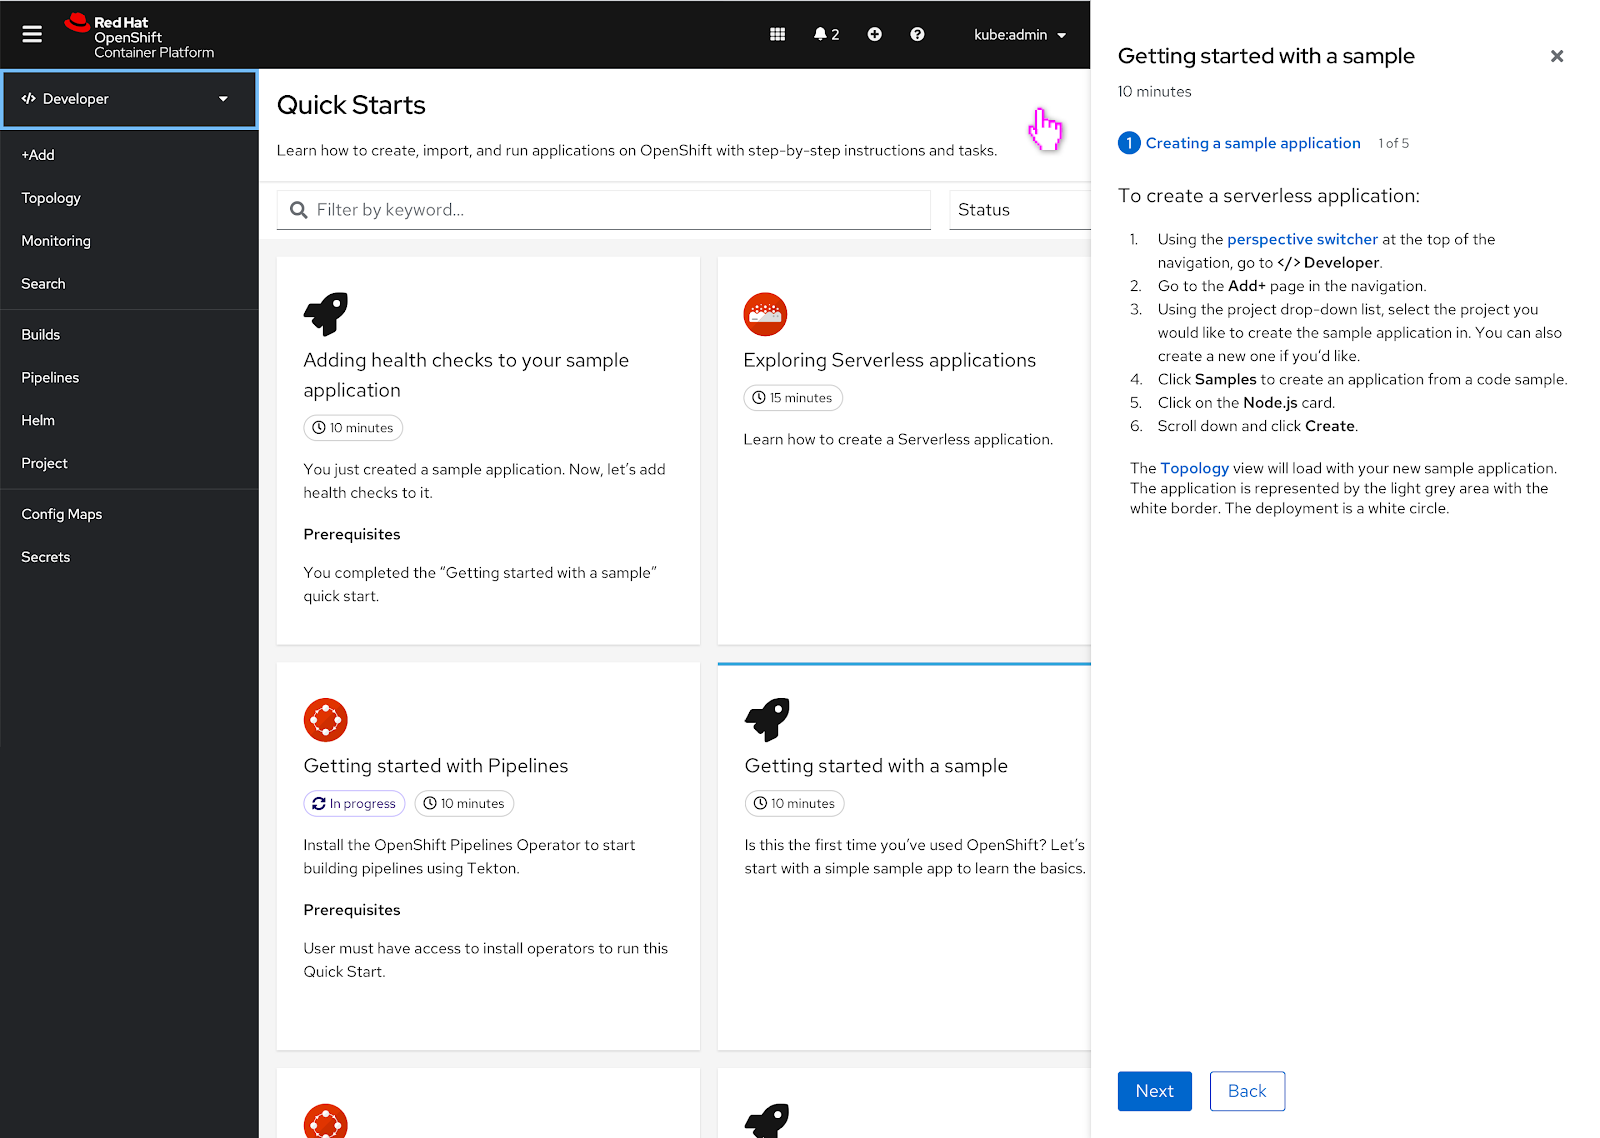 Red Hat
OpenShift
Container Platform
2
kube:admin
Developer
+Add
Topology
Monitoring
Search
Builds
Pipelines
Helm
Project
Config Maps
Secrets
Quick Starts
Learn how to create, import, and run applications on OpenShift with step-by-step instructions and tasks.
Filter by keyword...
Status
Adding health checks to your sample
application
10 minutes
You just created a sample application. Now, let’s add
health checks to it.
Prerequisites
You completed the “Getting started with a sample”
quick start.
Exploring Serverless applications
15 minutes
Learn how to create a Serverless application.
Getting started with Pipelines
In progress
10 minutes
Install the OpenShift Pipelines Operator to start
building pipelines using Tekton.
Prerequisites
User must have access to install operators to run this
Quick Start.
Getting started with a sample
10 minutes
Is this the first time you’ve used OpenShift? Let’s
start with a simple sample app to learn the basics.
Getting started with a sample
10 minutes
1 Creating a sample application 1 of 5
To create a serverless application:
1. Using the perspective switcher at the top of the
navigation, go to </> Developer.
2. Go to the Add+ page in the navigation.
3. Using the project drop-down list, select the project you
would like to create the sample application in. You can also
create a new one if you’d like.
4. Click Samples to create an application from a code sample.
5. Click on the Node.js card.
6. Scroll down and click Create.
The Topology view will load with your new sample application.
The application is represented by the light grey area with the
white border. The deployment is a white circle.
Next
Back